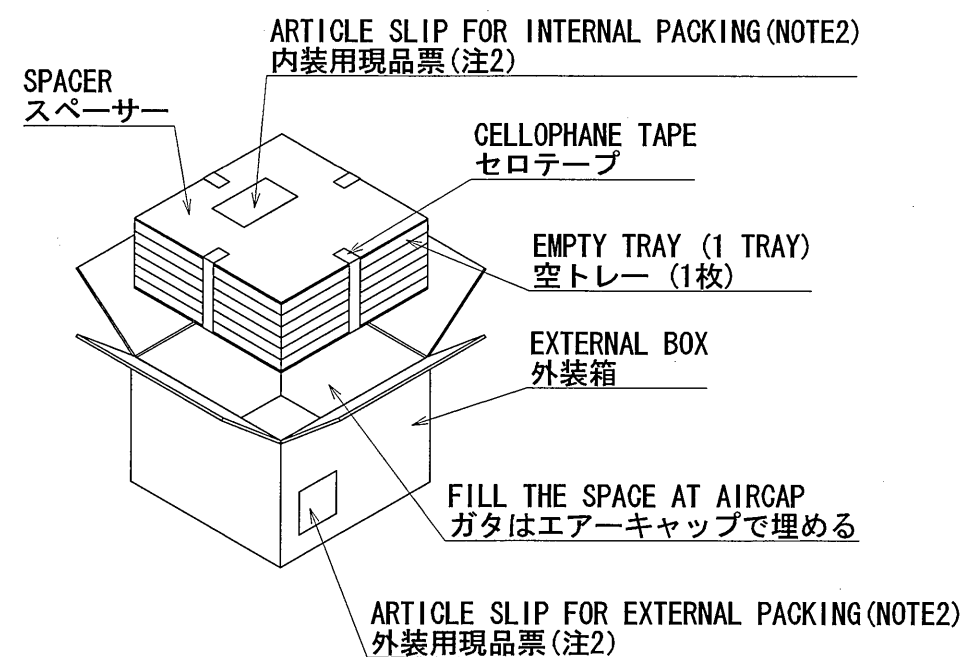 ARTICLE SLIP FOR INTERNAL PACKING(NOTE2)
内装用現品票(注2)
SPACER
スペーサー
CELLOPHANE TAPE
セロテープ
EMPTY TRAY (1 TRAY)
空トレー (1枚)
EXTERNAL BOX
外装箱
FILL THE SPACE AT AIRCAP
ガタはエアーキャップで埋める
ARTICLE SLIP FOR EXTERNAL PACKING(NOTE2)
外装用現品票(注2)